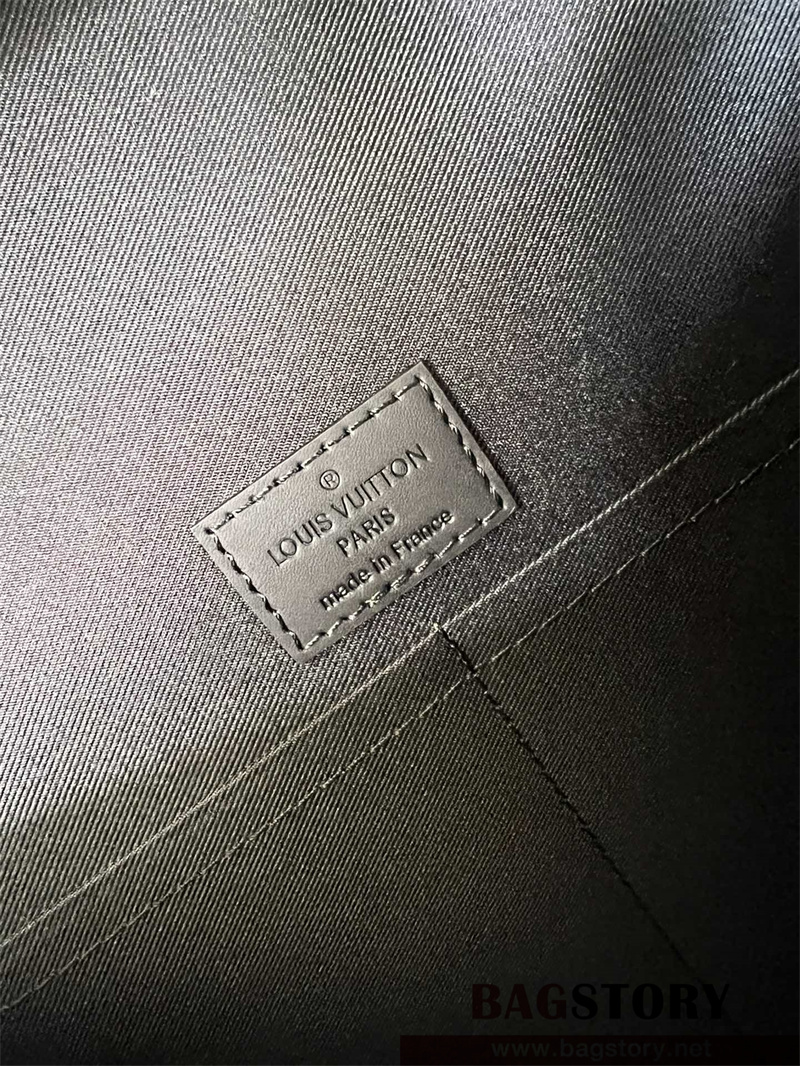 ®
LOUIS VUITTON
PARIS
made in France
BAGSTORY
www.bagstory.net